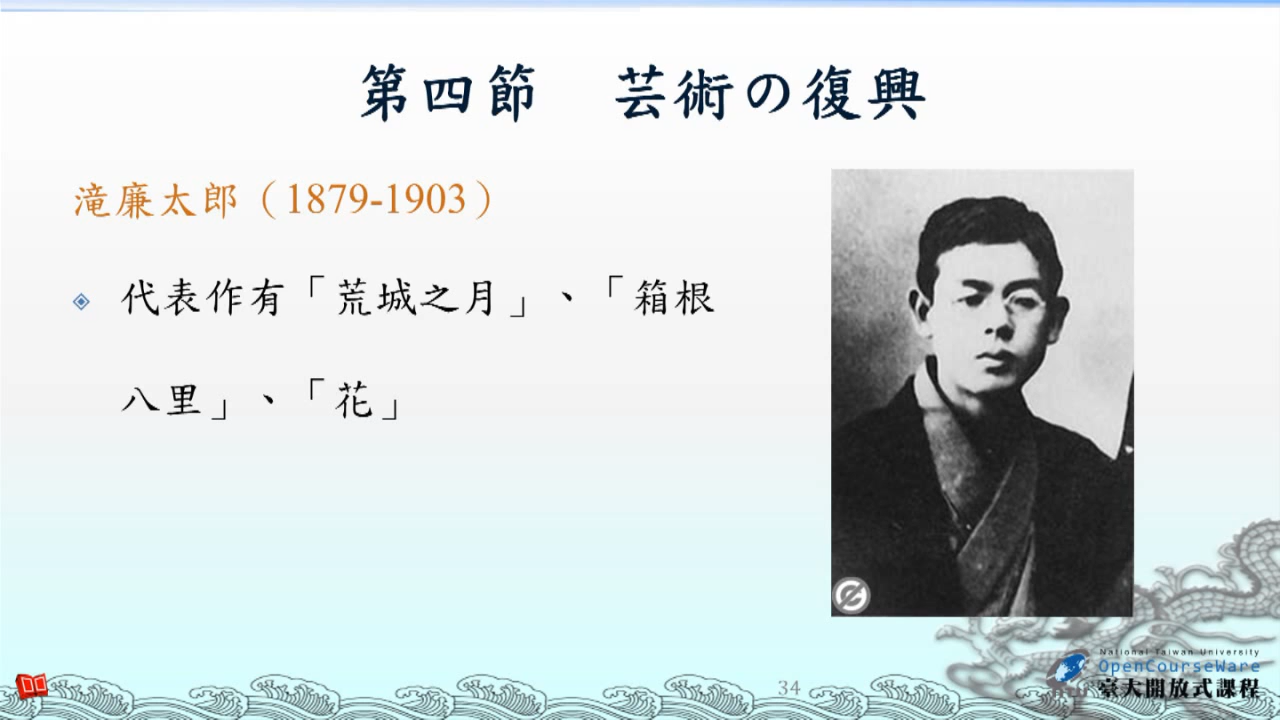 第四節　芸術の復興
滝廉太郎（1879-1903）
代表作有「荒城之月」、「箱根
八里」、「花」
34
National Taiwan University
OpenCourseWare
臺大開放式課程